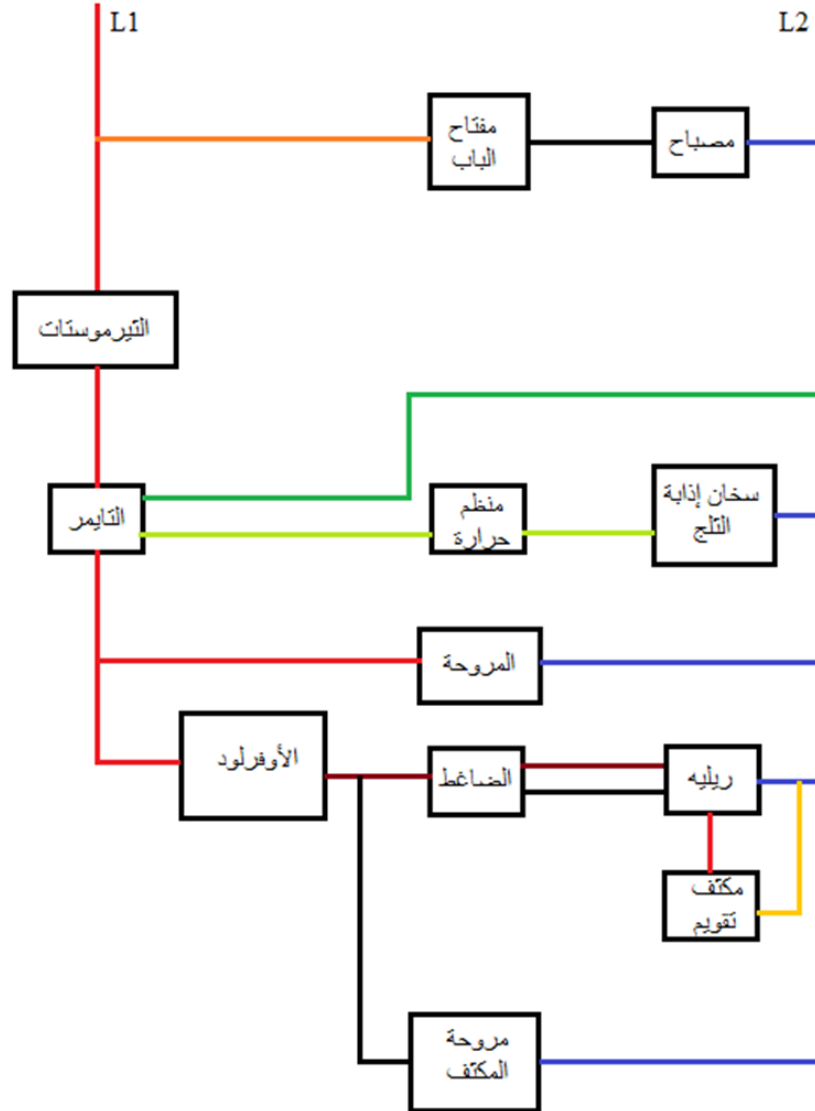 L1
L2
مفتاح
الباب
مصباح
التيرموستات
التايمر
منظم
حرارة
سخان إذابة
الثلج
المروحة
الأوفرلود
الضاغط
ريليه
مكثف
تقويم
مروحة
المكثف